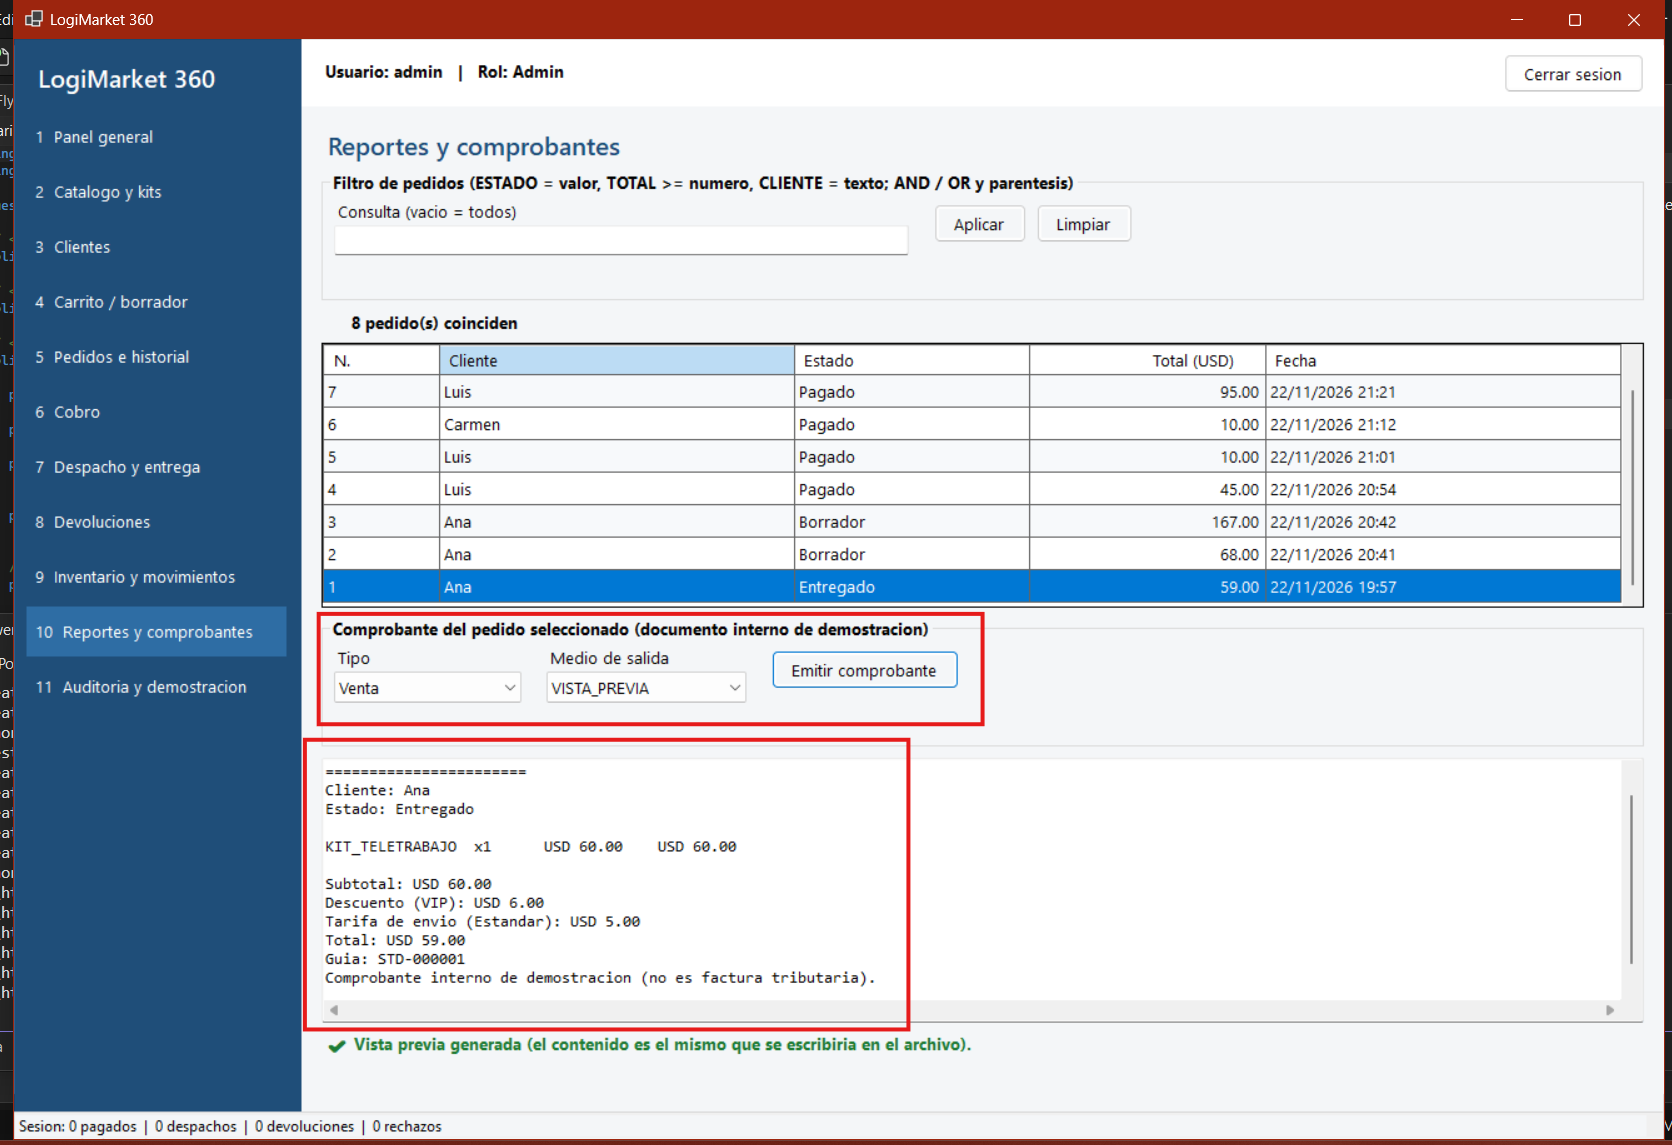 LogiMarket 360
LogiMarket 360
1 Panel general
2 Catalogo y kits
3 Clientes
4 Carrito / borrador
5 Pedidos e historial
6 Cobro
7 Despacho y entrega
8 Devoluciones
9 Inventario y movimientos
10 Reportes y comprobantes
11 Auditoria y demostracion
Usuario: admin | Rol: Admin
Cerrar sesion
Reportes y comprobantes
Filtro de pedidos (ESTADO = valor, TOTAL >= numero, CLIENTE = texto; AND / OR y parentesis)
Consulta (vacio = todos)
Aplicar
Limpiar
8 pedido(s) coinciden
N. Cliente Estado Total (USD) Fecha
7 Luis Pagado 95.00 22/11/2026 21:21
6 Carmen Pagado 10.00 22/11/2026 21:12
5 Luis Pagado 10.00 22/11/2026 21:01
4 Luis Pagado 45.00 22/11/2026 20:54
3 Ana Borrador 167.00 22/11/2026 20:42
2 Ana Borrador 68.00 22/11/2026 20:41
1 Ana Entregado 59.00 22/11/2026 19:57
Comprobante del pedido seleccionado (documento interno de demostracion)
Tipo Medio de salida
Venta VISTA_PREVIA Emitir comprobante
=======================
Cliente: Ana
Estado: Entregado
KIT_TELETRABAJO x1 USD 60.00 USD 60.00
Subtotal: USD 60.00
Descuento (VIP): USD 6.00
Tarifa de envio (Estandar): USD 5.00
Total: USD 59.00
Guia: STD-000001
Comprobante interno de demostracion (no es factura tributaria).
Vista previa generada (el contenido es el mismo que se escribiria en el archivo).
Sesion: 0 pagados | 0 despachos | 0 devoluciones | 0 rechazos